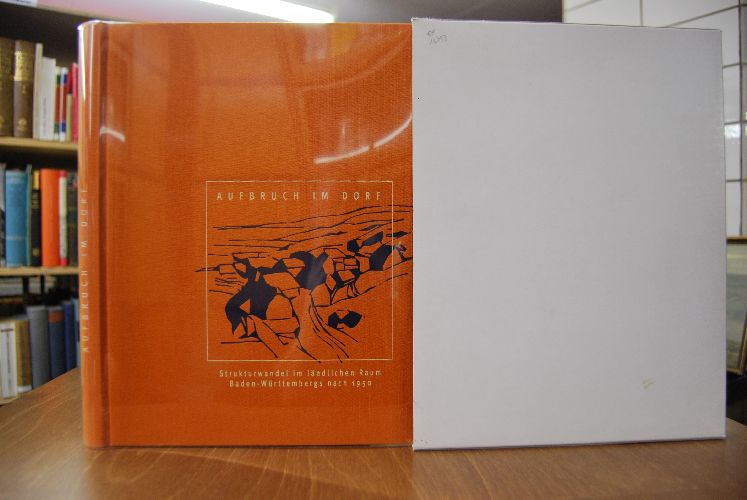 AUFBRUCH IM DORF
AUFBRUCH IM DORF
Strukturwandel im ländlichen Raum
Baden-Württembergs nach 1950